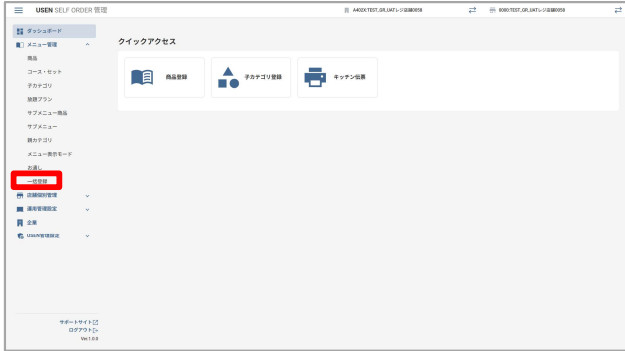 USEN SELF ORDER 管理
A402X:TEST_GR_UATレジ店舗0058
0000:TEST_GR_UATレジ店舗0058
ダッシュボード
メニュー管理
商品
コース・セット
子カテゴリ
放題プラン
サブメニュー商品
サブメニュー
親カテゴリ
メニュー表示モード
お通し
一括登録
店舗個別管理
運用管理設定
企業
USEN管理設定
サポートサイト
ログアウト
Ver.1.0.0
クイックアクセス
商品登録
子カテゴリ登録
キッチン伝票